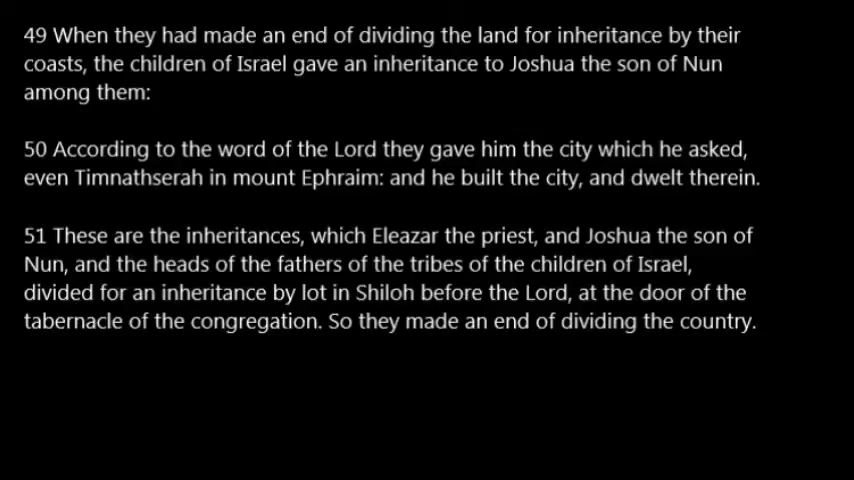 49 When they had made an end of dividing the land for inheritance by their
coasts, the children of Israel gave an inheritance to Joshua the son of Nun
among them:
50 According to the word of the Lord they gave him the city which he asked,
even Timnathserah in mount Ephraim: and he built the city, and dwelt therein.
51 These are the inheritances, which Eleazar the priest, and Joshua the son of
Nun, and the heads of the fathers of the tribes of the children of Israel,
divided for an inheritance by lot in Shiloh before the Lord, at the door of the
tabernacle of the congregation. So they made an end of dividing the country.